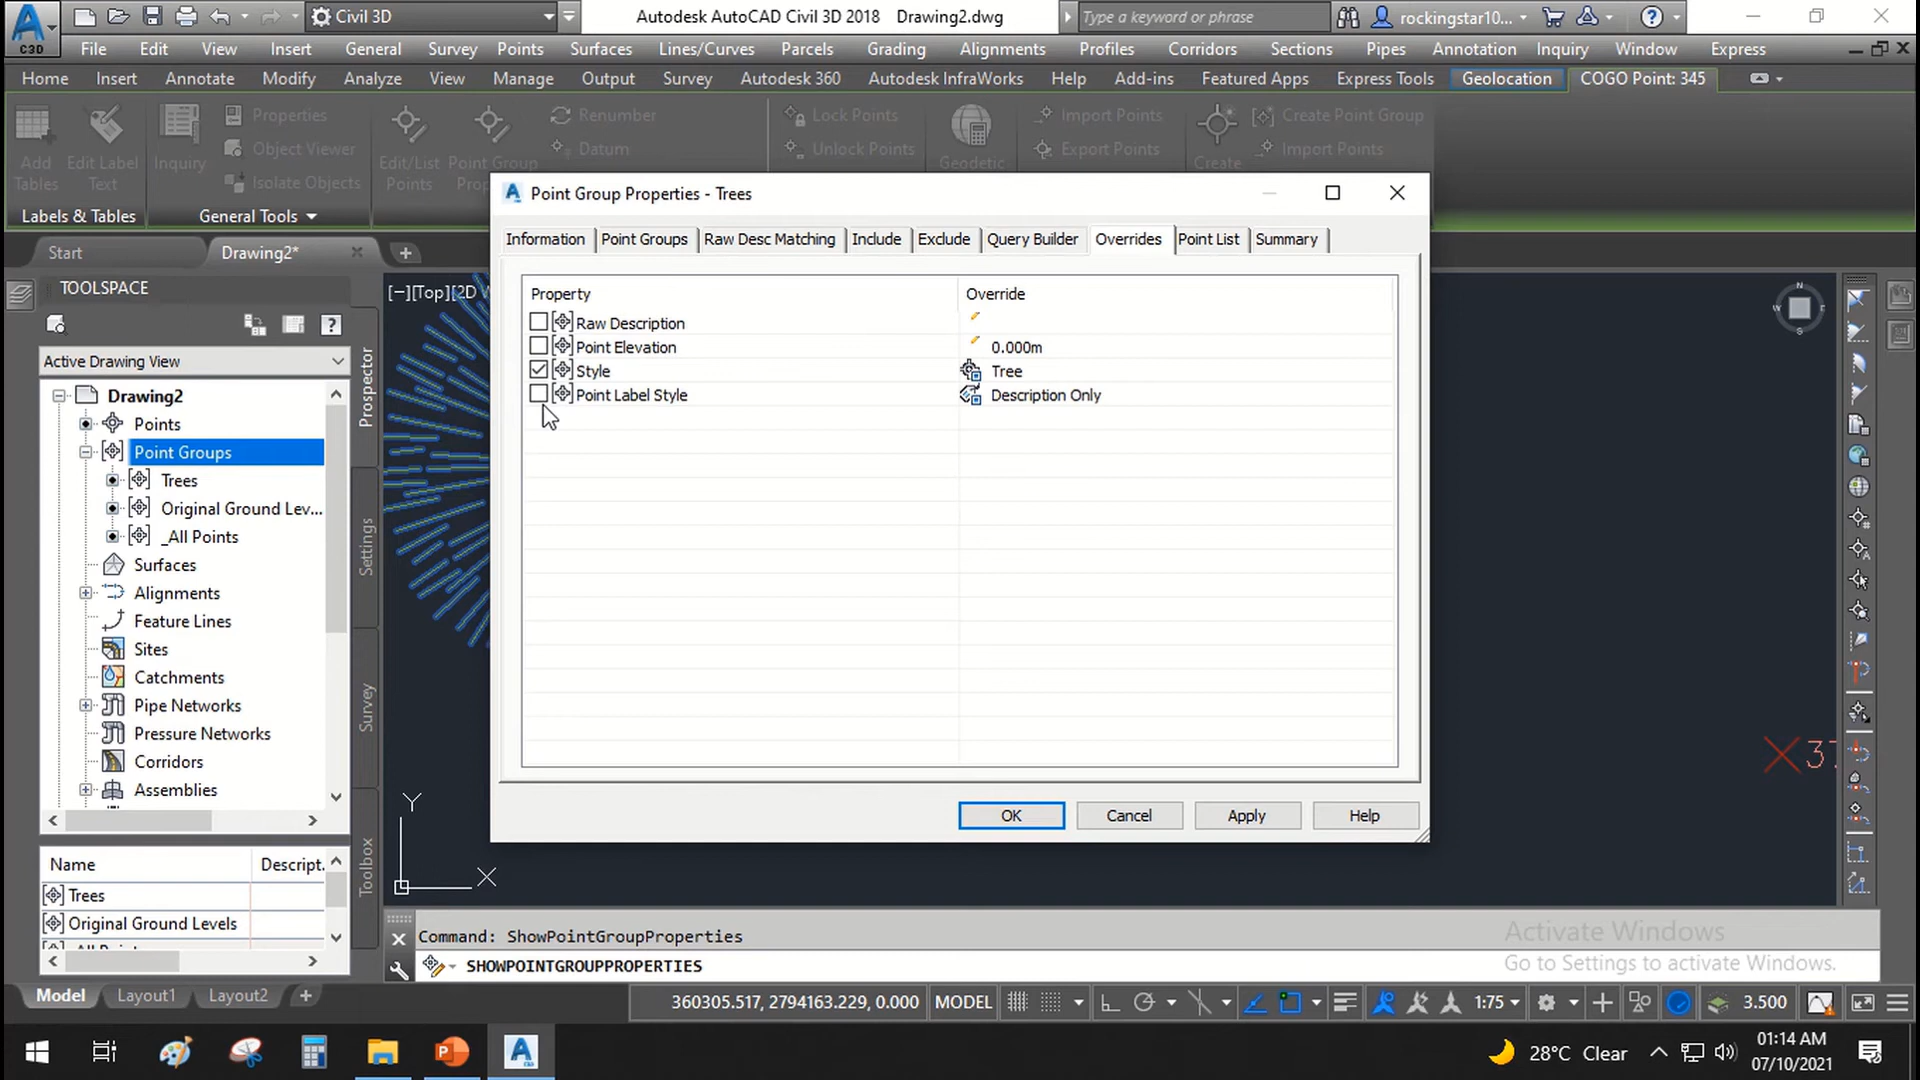 C3D
Civil 3D
Autodesk AutoCAD Civil 3D 2018 Drawing2.dwg
Type a keyword or phrase
rockingstar10...
File Edit View Insert General Survey Points Surfaces Lines/Curves Parcels Grading Alignments Profiles Corridors Sections Pipes Annotation Inquiry Window Express
Home Insert Annotate Modify Analyze View Manage Output Survey Autodesk 360 Autodesk InfraWorks Help Add-ins Featured Apps Express Tools Geolocation COGO Point: 345
Properties Renumber Lock Points Import Points Create Point Group
Object Viewer Datum Unlock Points Export Points Import Points
Add Tables Edit Label Text Inquiry Isolate Objects Edit/List Points Point Group Geodetic Create
Labels & Tables General Tools
Start Drawing2*
TOOLSPACE
[−][Top][2D
Active Drawing View
Drawing2
Points
Point Groups
Trees
Original Ground Lev...
_All Points
Surfaces
Alignments
Feature Lines
Sites
Catchments
Pipe Networks
Pressure Networks
Corridors
Assemblies
Prospector
Settings
Survey
Toolbox
Name Descript.
Trees
Original Ground Levels
Point Group Properties - Trees
Information Point Groups Raw Desc Matching Include Exclude Query Builder Overrides Point List Summary
Property Override
Raw Description
Point Elevation 0.000m
Style Tree
Point Label Style Description Only
OK Cancel Apply Help
N
W
S
Y
X
3
Command: ShowPointGroupProperties
SHOWPOINTGROUPPROPERTIES
Activate Windows
Go to Settings to activate Windows.
Model Layout1 Layout2
360305.517, 2794163.229, 0.000 MODEL 1:75 3.500
28°C Clear
01:14 AM
07/10/2021